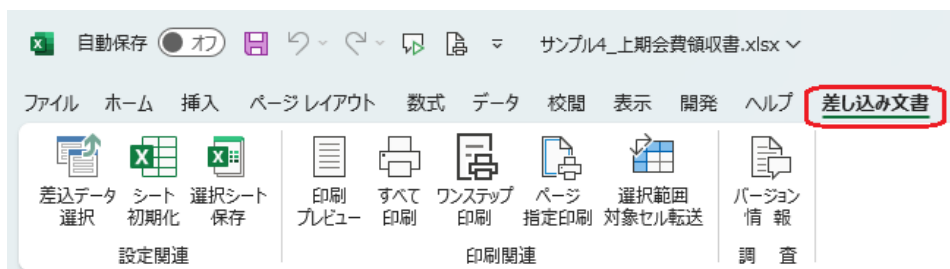 自動保存 オフ サンプル4_上期会費領収書.xlsx
ファイル ホーム 挿入 ページ レイアウト 数式 データ 校閲 表示 開発 ヘルプ 差し込み文書
差込データ シート 選択シート 印刷 すべて ワンステップ ページ 選択範囲 バージョン
選択 初期化 保存 プレビュー 印刷 印刷 指定印刷 対象セル転送 情 報
設定関連 印刷関連 調 査